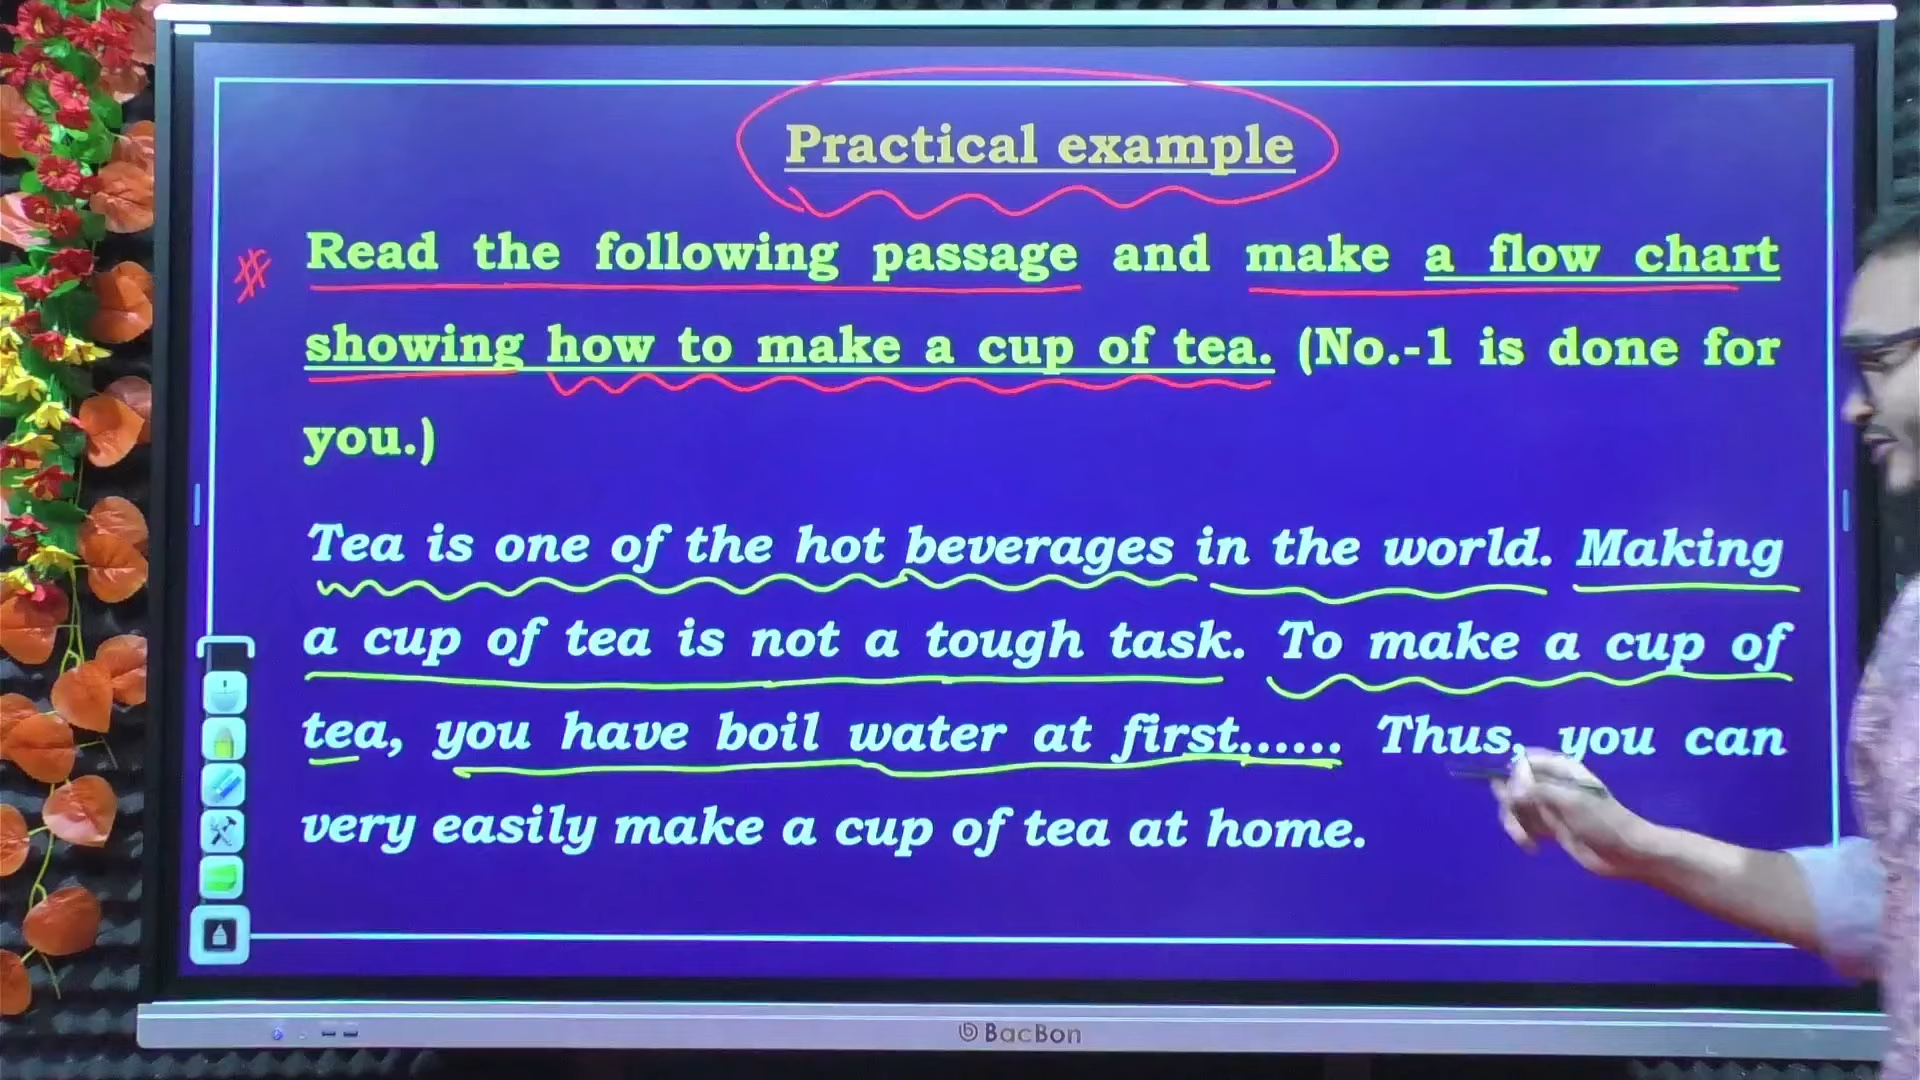 Practical example
# Read the following passage and make a flow chart
showing how to make a cup of tea. (No.-1 is done for
you.)
Tea is one of the hot beverages in the world. Making
a cup of tea is not a tough task. To make a cup of
tea, you have boil water at first...... Thus, you can
very easily make a cup of tea at home.
BacBon